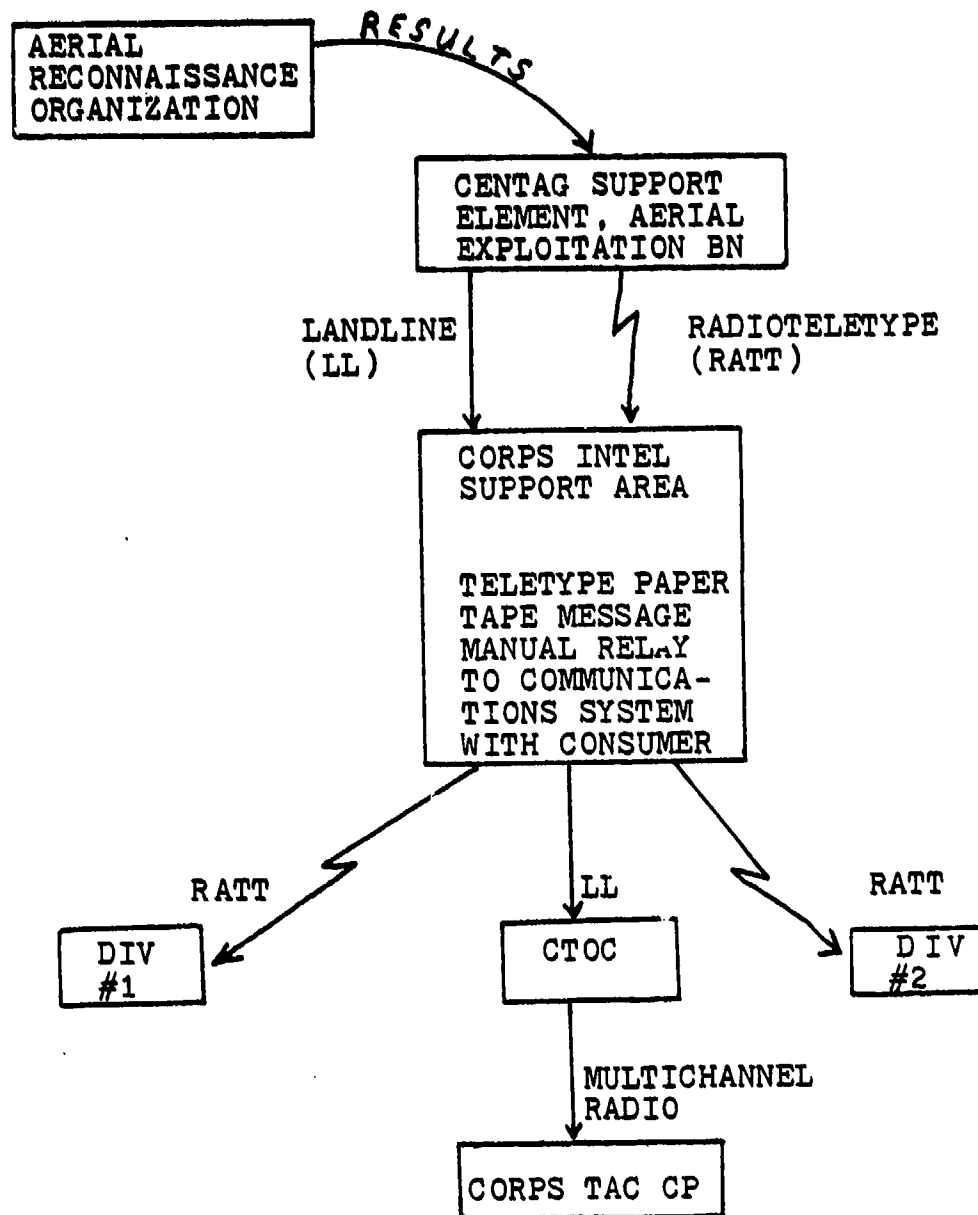 RESULTS
AERIAL
RECONNAISSANCE
ORGANIZATION
CENTAG SUPPORT
ELEMENT, AERIAL
EXPLOITATION BN
LANDLINE
(LL)
RADIOTELETYPE
(RATT)
CORPS INTEL
SUPPORT AREA
TELETYPE PAPER
TAPE MESSAGE
MANUAL RELAY
TO COMMUNICA-
TIONS SYSTEM
WITH CONSUMER
RATT
LL
RATT
DIV
#1
CTOC
DIV
#2
MULTICHANNEL
RADIO
CORPS TAC CP